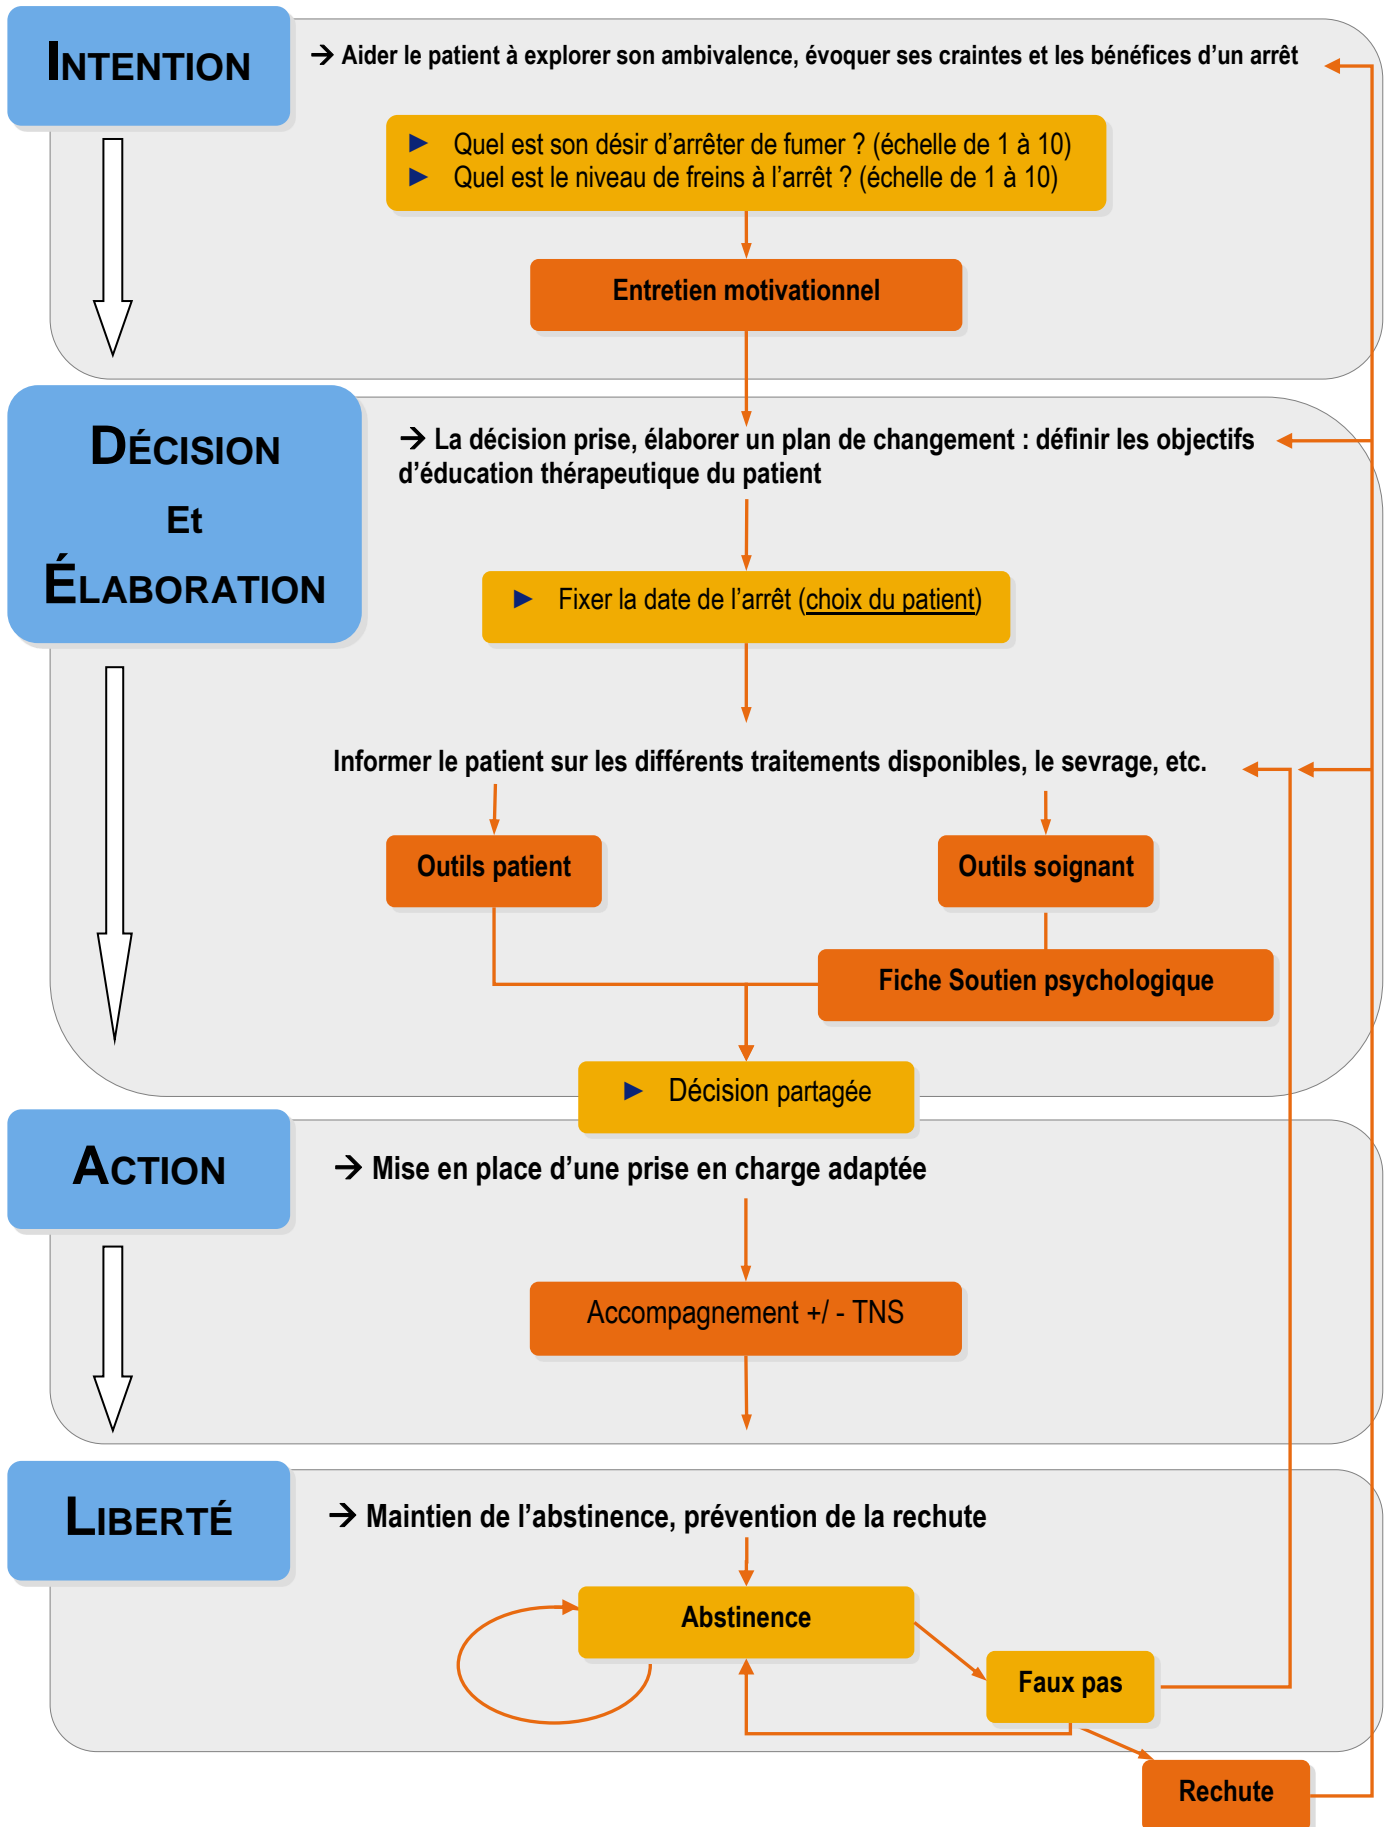 INTENTION
→ Aider le patient à explorer son ambivalence, évoquer ses craintes et les bénéfices d’un arrêt
► Quel est son désir d’arrêter de fumer ? (échelle de 1 à 10)
► Quel est le niveau de freins à l’arrêt ? (échelle de 1 à 10)
Entretien motivationnel
DÉCISION
Et
ÉLABORATION
→ La décision prise, élaborer un plan de changement : définir les objectifs
d’éducation thérapeutique du patient
► Fixer la date de l’arrêt (choix du patient)
Informer le patient sur les différents traitements disponibles, le sevrage, etc.
Outils patient
Outils soignant
Fiche Soutien psychologique
► Décision partagée
ACTION
→ Mise en place d’une prise en charge adaptée
Accompagnement +/ - TNS
LIBERTÉ
→ Maintien de l’abstinence, prévention de la rechute
Abstinence
Faux pas
Rechute